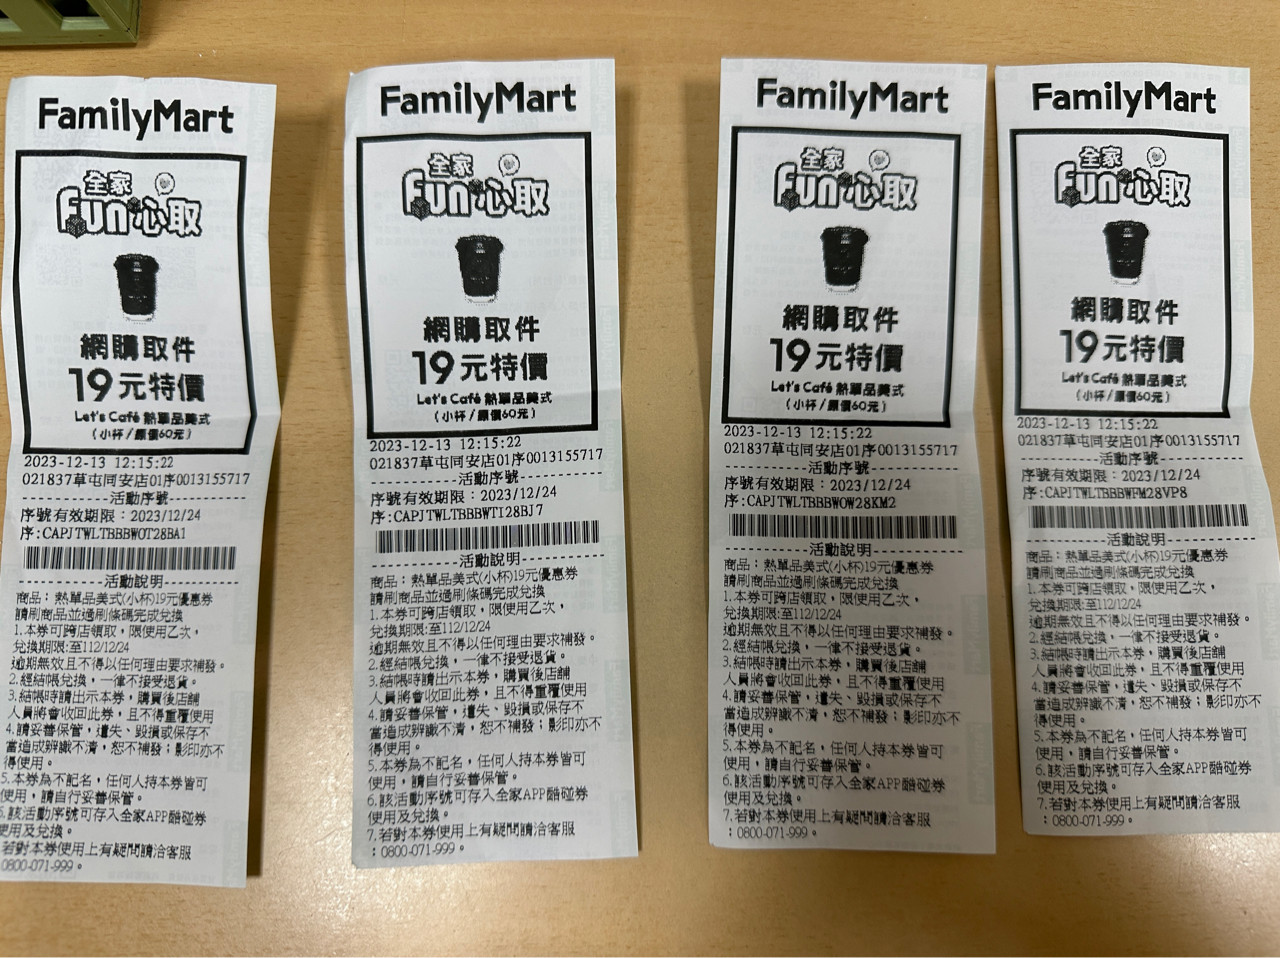 FamilyMart
全家
Fun心取
網購取件
19元特價
Let's Café 熱單品美式
(小杯/原價60元)
2023-12-13 12:15:22
021837草屯同安店01序0013155717
----------活動序號----------
序號有效期限：2023/12/24
序:CAPJTWLTBBBWOT28BA1
----------活動說明----------
商品：熱單品美式(小杯)19元優惠券
請刷商品並過刷條碼完成兌換
1.本券可跨店領取，限使用乙次，
兌換期限:至112/12/24
逾期無效且不得以任何理由要求補發。
2.經結帳兌換，一律不接受退貨。
3.結帳時請出示本券，購買後店舖
人員將會收回此券，且不得重覆使用
4.請妥善保管，遺失、毀損或保存不
當造成辨識不清，恕不補發；影印亦不
得使用。
5.本券為不記名，任何人持本券皆可
使用，請自行妥善保管。
6.該活動序號可存入全家APP酷碰券
使用及兌換。
若對本券使用上有疑問請洽客服
0800-071-999。
FamilyMart
全家
Fun心取
網購取件
19元特價
Let's Café 熱單品美式
(小杯/原價60元)
2023-12-13 12:15:22
021837草屯同安店01序0013155717
----------活動序號----------
序號有效期限：2023/12/24
序:CAPJTWLTBBBWTI28BJ7
----------活動說明----------
商品：熱單品美式(小杯)19元優惠券
請刷商品並過刷條碼完成兌換
1.本券可跨店領取，限使用乙次，
兌換期限:至112/12/24
逾期無效且不得以任何理由要求補發。
2.經結帳兌換，一律不接受退貨。
3.結帳時請出示本券，購買後店舖
人員將會收回此券，且不得重覆使用
4.請妥善保管，遺失、毀損或保存不
當造成辨識不清，恕不補發；影印亦不
得使用。
5.本券為不記名，任何人持本券皆可
使用，請自行妥善保管。
6.該活動序號可存入全家APP酷碰券
使用及兌換。
7.若對本券使用上有疑問請洽客服
：0800-071-999。
FamilyMart
全家
Fun心取
網購取件
19元特價
Let's Café 熱單品美式
(小杯/原價60元)
2023-12-13 12:15:22
021837草屯同安店01序0013155717
----------活動序號----------
序號有效期限：2023/12/24
序:CAPJTWLTBBBWOW28KM2
----------活動說明----------
商品：熱單品美式(小杯)19元優惠券
請刷商品並過刷條碼完成兌換
1.本券可跨店領取，限使用乙次，
兌換期限:至112/12/24
逾期無效且不得以任何理由要求補發。
2.經結帳兌換，一律不接受退貨。
3.結帳時請出示本券，購買後店舖
人員將會收回此券，且不得重覆使用
4.請妥善保管，遺失、毀損或保存不
當造成辨識不清，恕不補發；影印亦不
得使用。
5.本券為不記名，任何人持本券皆可
使用，請自行妥善保管。
6.該活動序號可存入全家APP酷碰券
使用及兌換。
7.若對本券使用上有疑問請洽客服
：0800-071-999。
FamilyMart
全家
Fun心取
網購取件
19元特價
Let's Café 熱單品美式
(小杯/原價60元)
2023-12-13 12:15:22
021837草屯同安店01序0013155717
----------活動序號----------
序號有效期限：2023/12/24
序:CAPJTWLTBBBWFM28VP8
----------活動說明----------
商品：熱單品美式(小杯)19元優惠券
請刷商品並過刷條碼完成兌換
1.本券可跨店領取，限使用乙次，
兌換期限:至112/12/24
逾期無效且不得以任何理由要求補發。
2.經結帳兌換，一律不接受退貨。
3.結帳時請出示本券，購買後店舖
人員將會收回此券，且不得重覆使用
4.請妥善保管，遺失、毀損或保存不
當造成辨識不清，恕不補發；影印亦不
得使用。
5.本券為不記名，任何人持本券皆可
使用，請自行妥善保管。
6.該活動序號可存入全家APP酷碰券
使用及兌換。
7.若對本券使用上有疑問請洽客服
：0800-071-999。